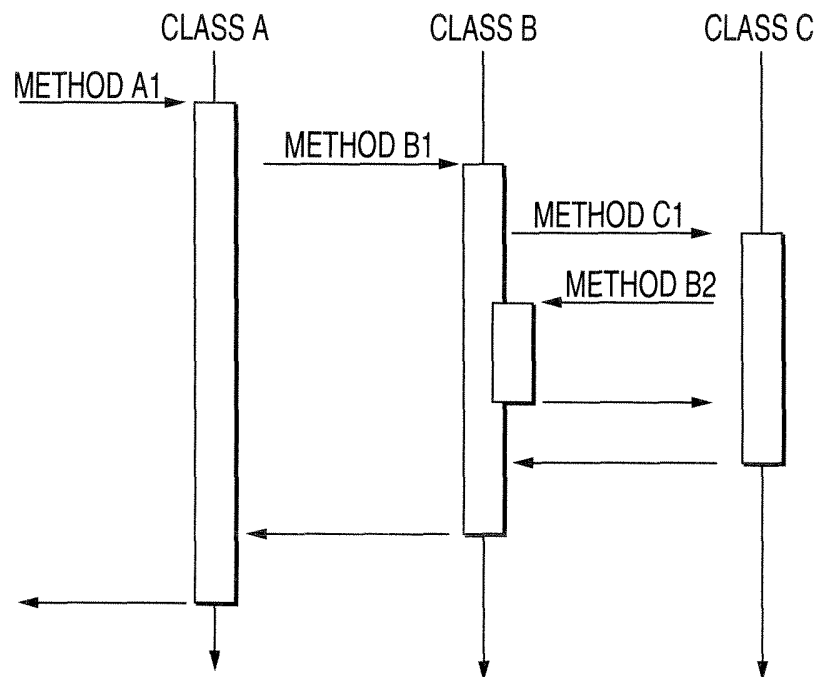 CLASS A
CLASS B
CLASS C
METHOD A1
METHOD B1
METHOD C1
METHOD B2